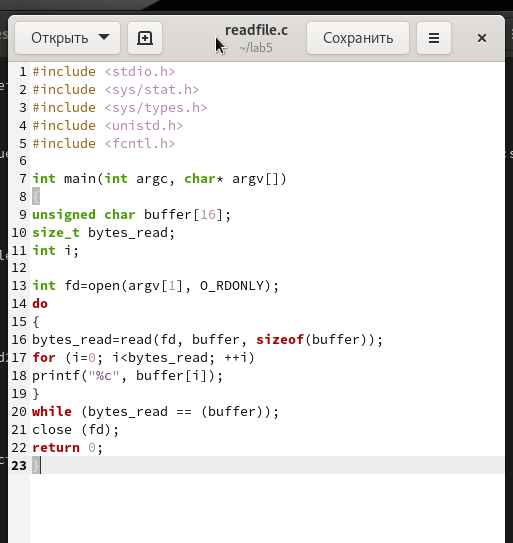 Открыть
readfile.c
~/lab5
Сохранить
1 #include <stdio.h>
2 #include <sys/stat.h>
3 #include <sys/types.h>
4 #include <unistd.h>
5 #include <fcntl.h>
6
7 int main(int argc, char* argv[])
8 {
9 unsigned char buffer[16];
10 size_t bytes_read;
11 int i;
12
13 int fd=open(argv[1], O_RDONLY);
14 do
15 {
16 bytes_read=read(fd, buffer, sizeof(buffer));
17 for (i=0; i<bytes_read; ++i)
18 printf("%c", buffer[i]);
19 }
20 while (bytes_read == (buffer));
21 close (fd);
22 return 0;
23 }